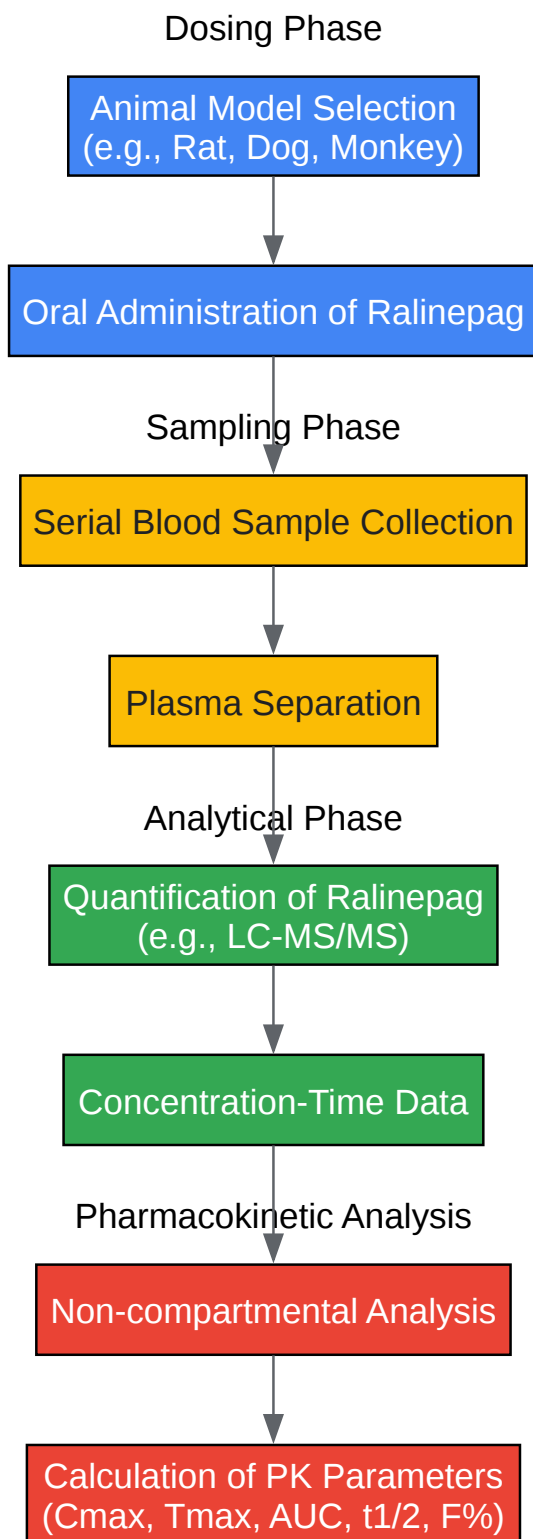 Dosing Phase
Animal Model Selection
(e.g., Rat, Dog, Monkey)
Oral Administration of Ralinepag
Sampling Phase
Serial Blood Sample Collection
Plasma Separation
Analytical Phase
Quantification of Ralinepag
(e.g., LC-MS/MS)
Concentration-Time Data
Pharmacokinetic Analysis
Non-compartmental Analysis
Calculation of PK Parameters
(Cmax, Tmax, AUC, t1/2, F%)